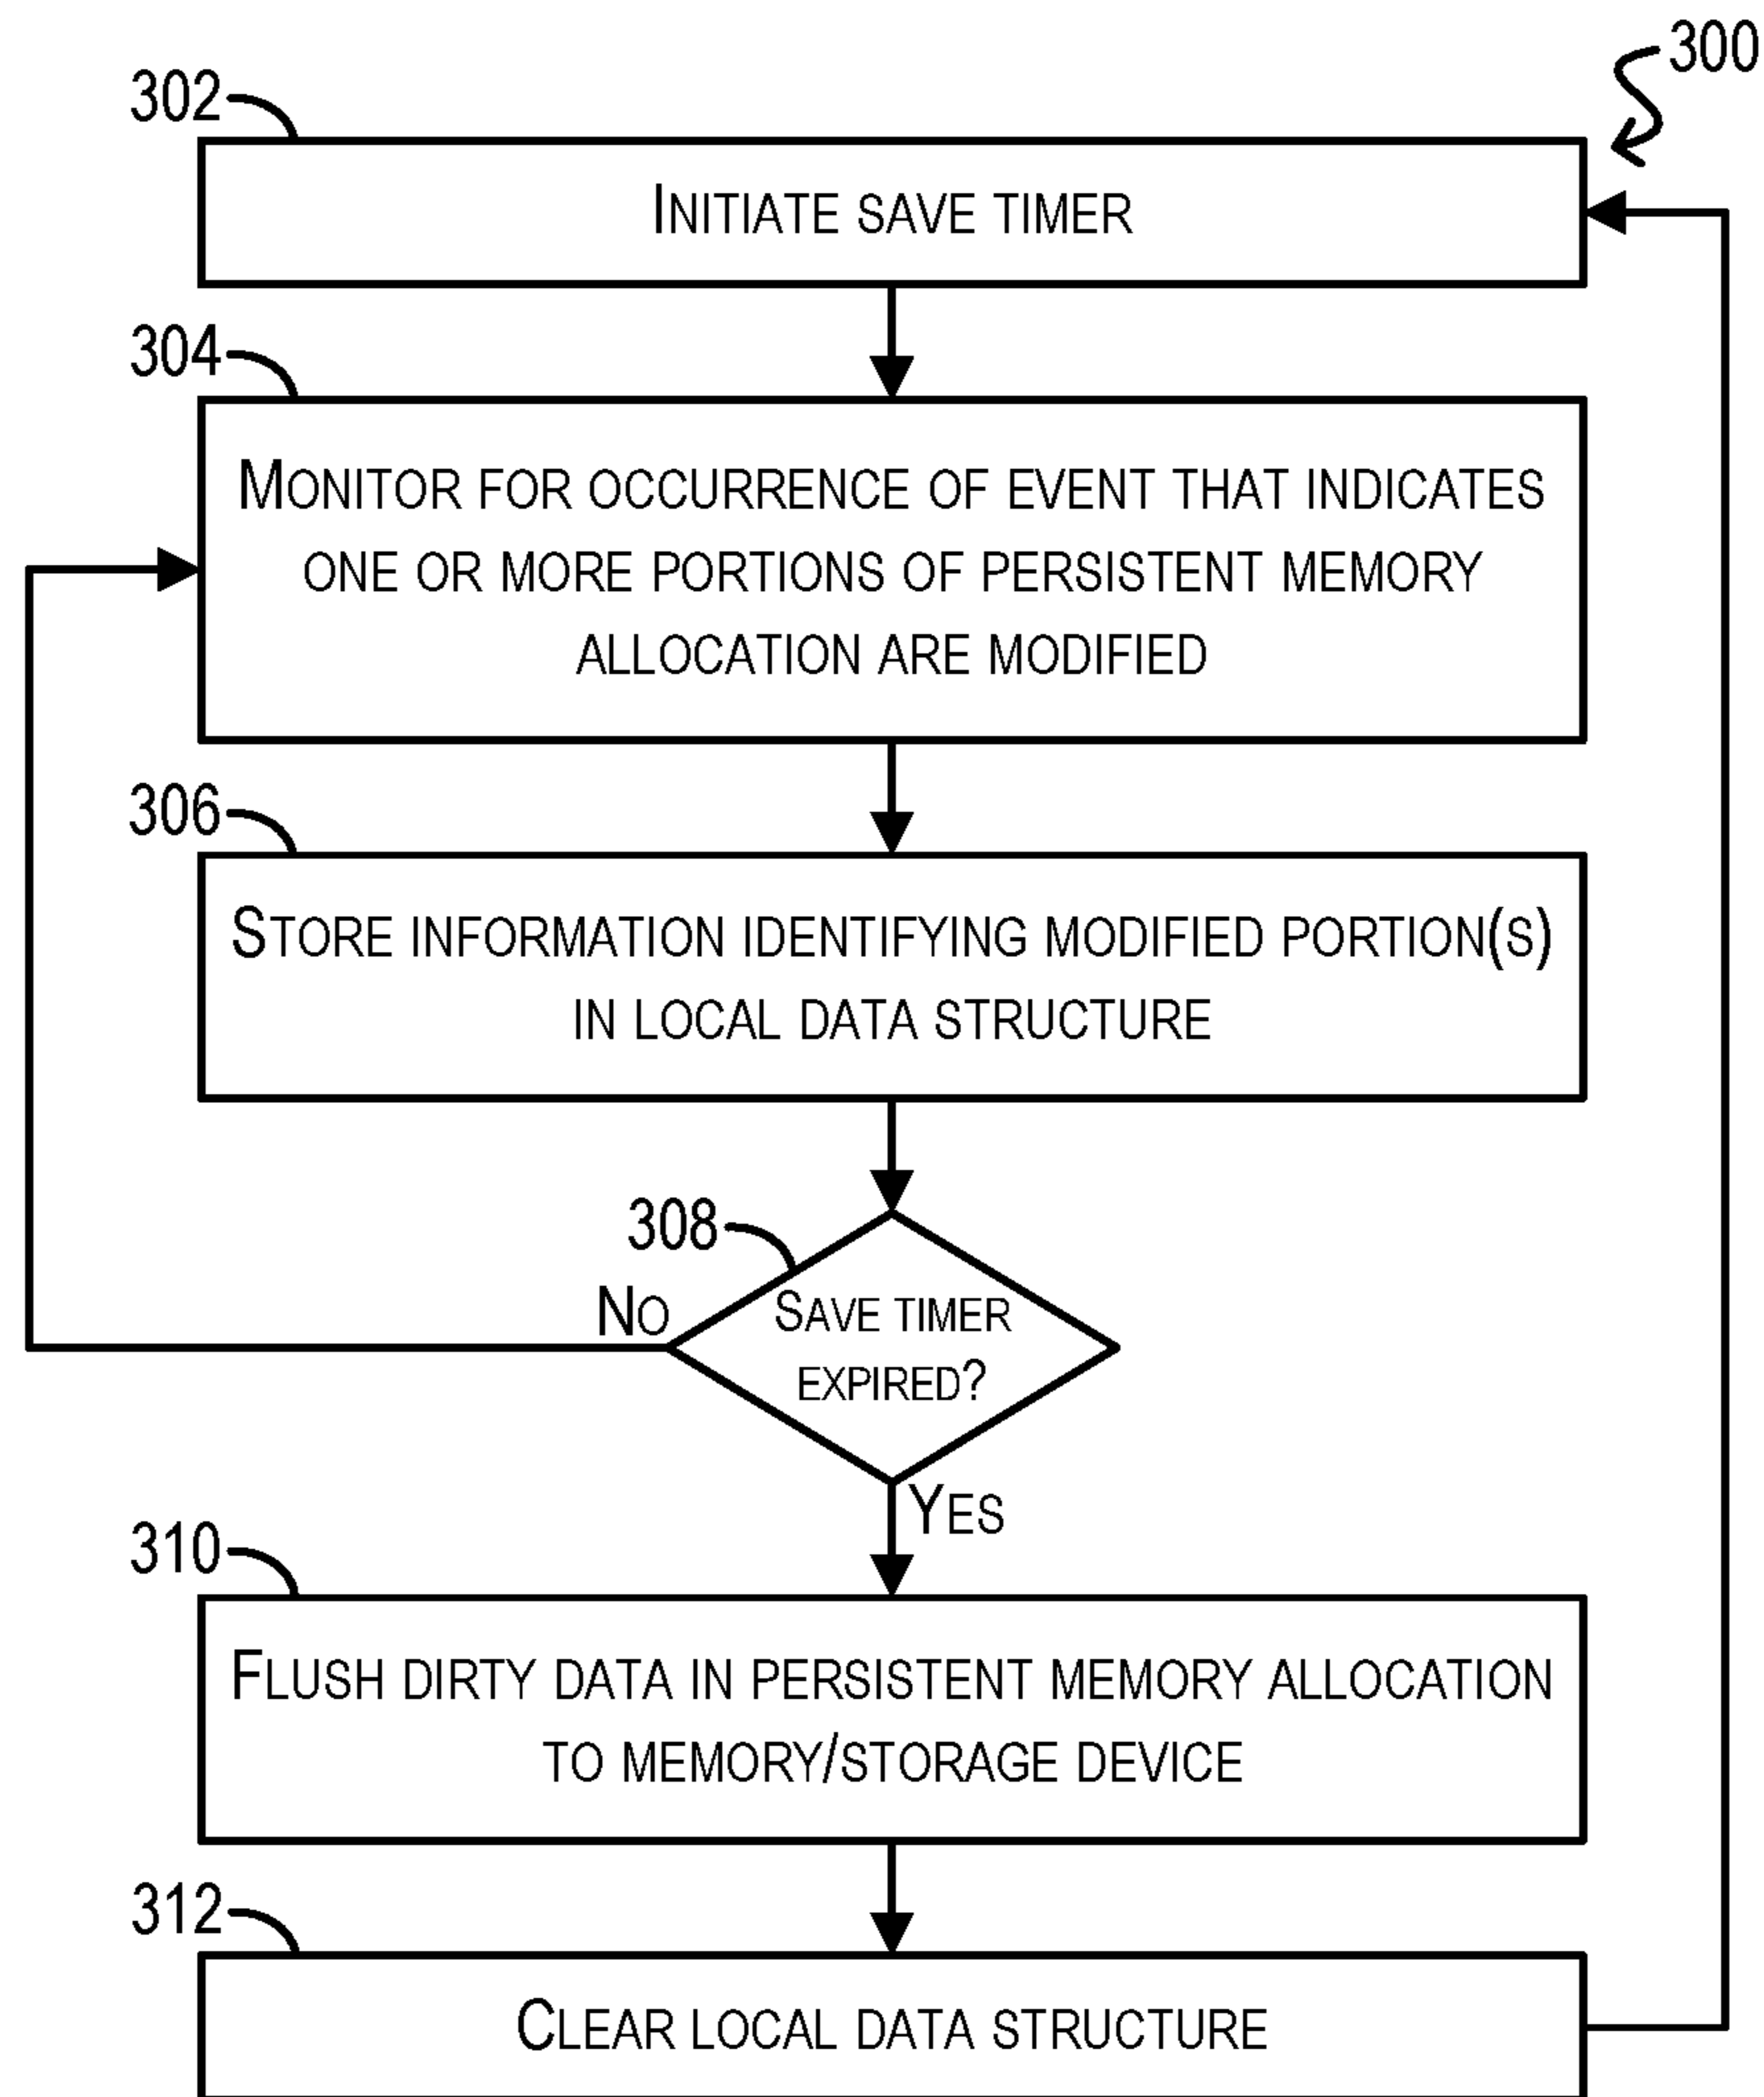 300
302
INITIATE SAVE TIMER
304
MONITOR FOR OCCURRENCE OF EVENT THAT INDICATES
ONE OR MORE PORTIONS OF PERSISTENT MEMORY
ALLOCATION ARE MODIFIED
306
STORE INFORMATION IDENTIFYING MODIFIED PORTION(S)
IN LOCAL DATA STRUCTURE
308
NO
SAVE TIMER
EXPIRED?
YES
310
FLUSH DIRTY DATA IN PERSISTENT MEMORY ALLOCATION
TO MEMORY/STORAGE DEVICE
312
CLEAR LOCAL DATA STRUCTURE